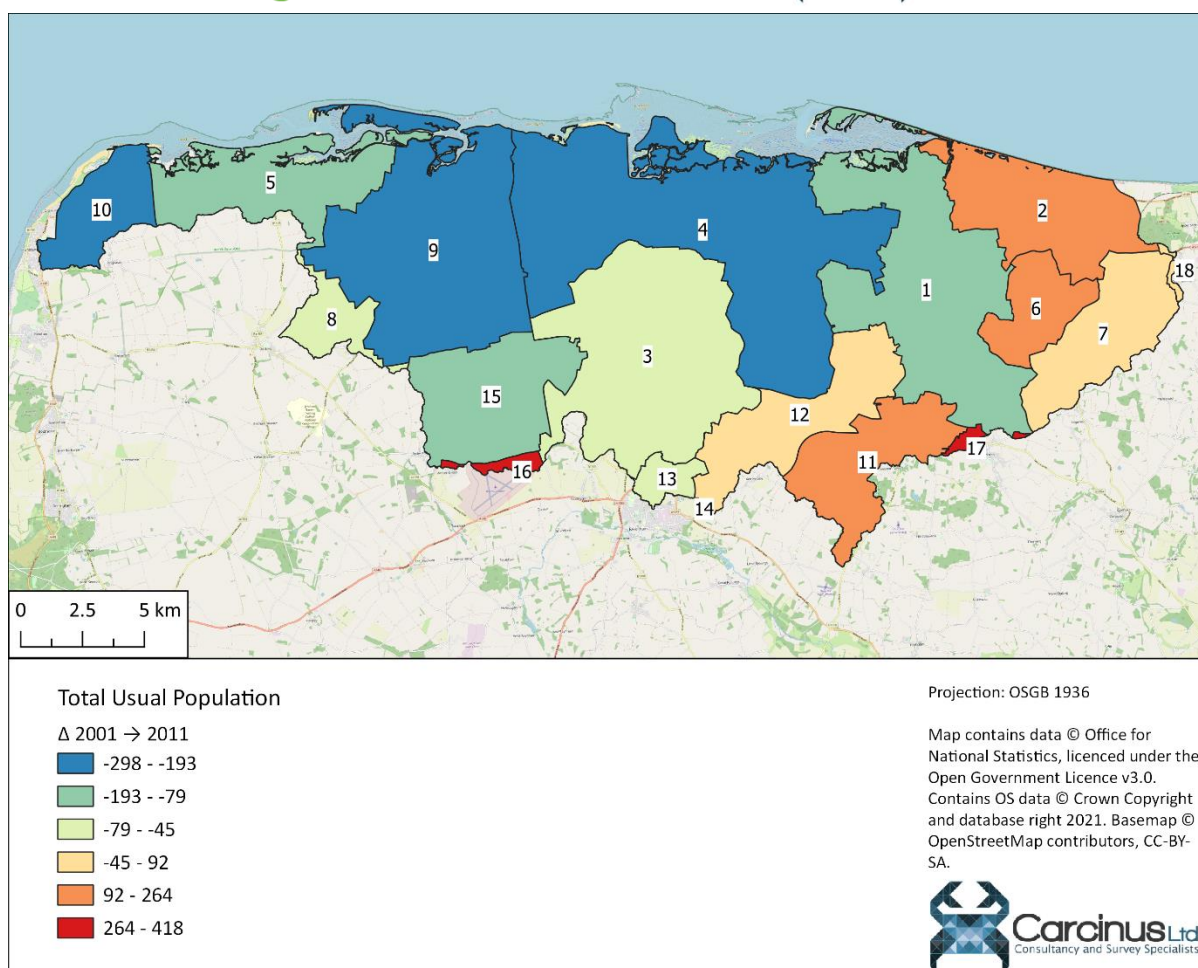 10
5
9
4
2
1
18
6
7
8
3
15
12
16
13
11
17
14
0 2.5 5 km
Total Usual Population
Δ 2001 → 2011
-298 - -193
-193 - -79
-79 - -45
-45 - 92
92 - 264
264 - 418
Projection: OSGB 1936
Map contains data © Office for
National Statistics, licenced under the
Open Government Licence v3.0.
Contains OS data © Crown Copyright
and database right 2021. Basemap ©
OpenStreetMap contributors, CC-BY-
SA.
Carcinus Ltd
Consultancy and Survey Specialists